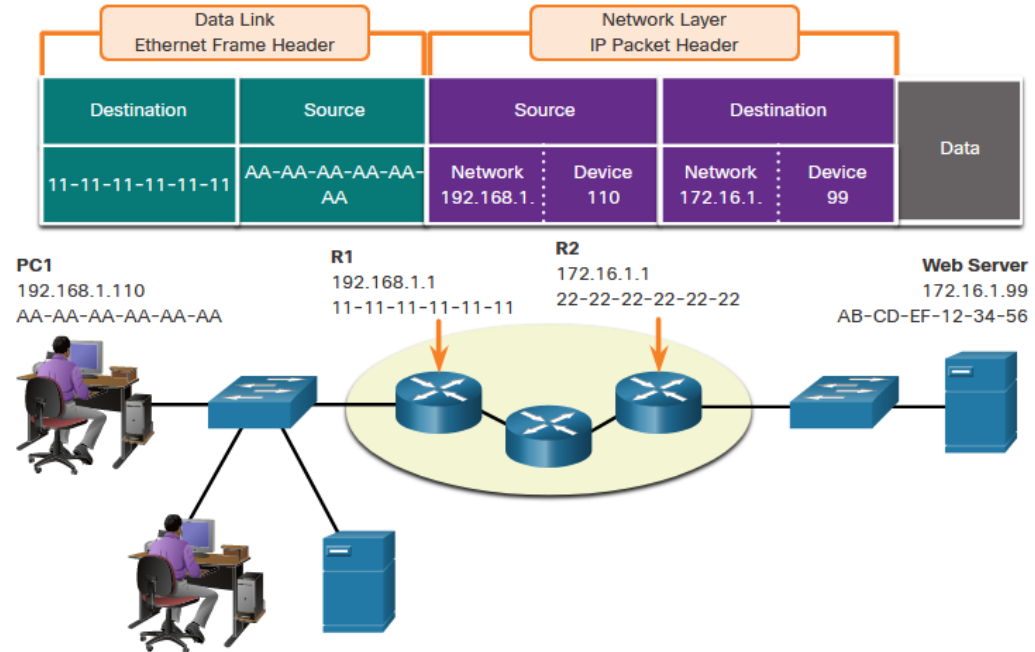 Data Link
Ethernet Frame Header
Network Layer
IP Packet Header
Destination
Source
Source
Destination
Data
11-11-11-11-11-11
AA-AA-AA-AA-AA-
AA
Network
192.168.1.
Device
110
Network
172.16.1.
Device
99
PC1
192.168.1.110
AA-AA-AA-AA-AA-AA
R1
192.168.1.1
11-11-11-11-11-11
R2
172.16.1.1
22-22-22-22-22-22
Web Server
172.16.1.99
AB-CD-EF-12-34-56